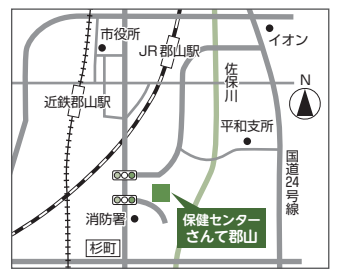 市役所
JR郡山駅
イオン
近鉄郡山駅
佐保川
N
平和支所
国道24号線
消防署
保健センター
さんて郡山
杉町